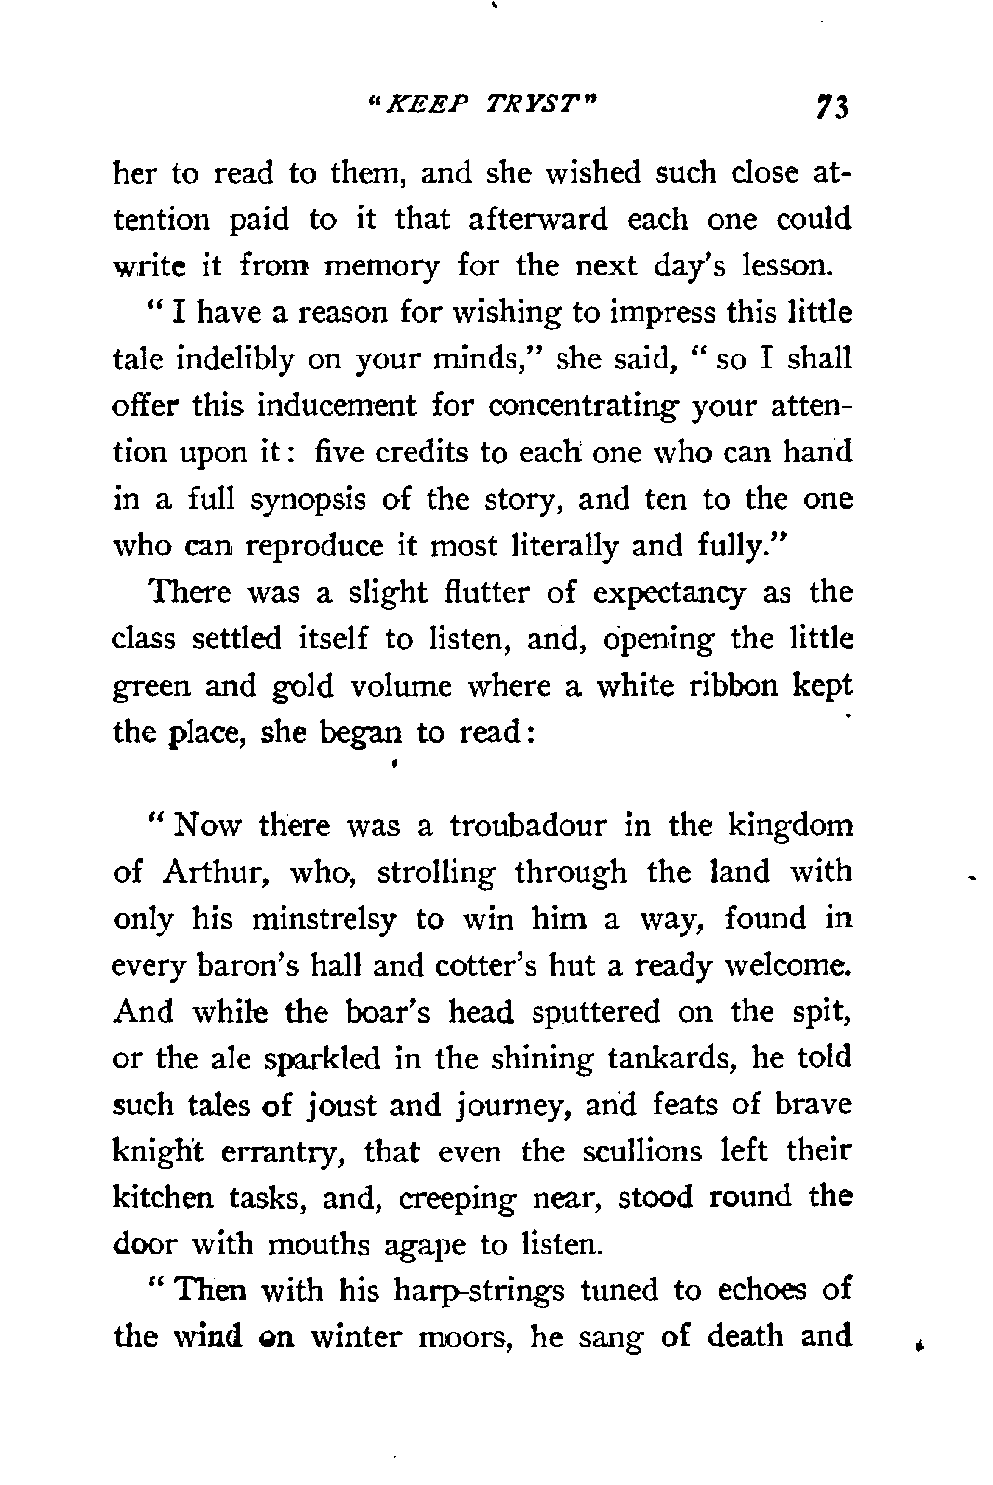 "KEEP TRYST" 73
her to read to them, and she wished such close at-
tention paid to it that afterward each one could
write it from memory for the next day's lesson.
" I have a reason for wishing to impress this little
tale indelibly on your minds," she said, " so I shall
offer this inducement for concentrating your atten-
tion upon it : five credits to each one who can hand
in a full synopsis of the story, and ten to the one
who can reproduce it most literally and fully."
There was a slight flutter of expectancy as the
class settled itself to listen, and, opening the little
green and gold volume where a white ribbon kept
the place, she began to read :
" Now there was a troubadour in the kingdom
of Arthur, who, strolling through the land with
only his minstrelsy to win him a way, found in
every baron's hall and cotter's hut a ready welcome.
And while the boar's head sputtered on the spit,
or the ale sparkled in the shining tankards, he told
such tales of joust and journey, and feats of brave
knight errantry, that even the scullions left their
kitchen tasks, and, creeping near, stood round the
door with mouths agape to listen.
" Then with his harp-strings tuned to echoes of
the wind on winter moors, he sang of death and